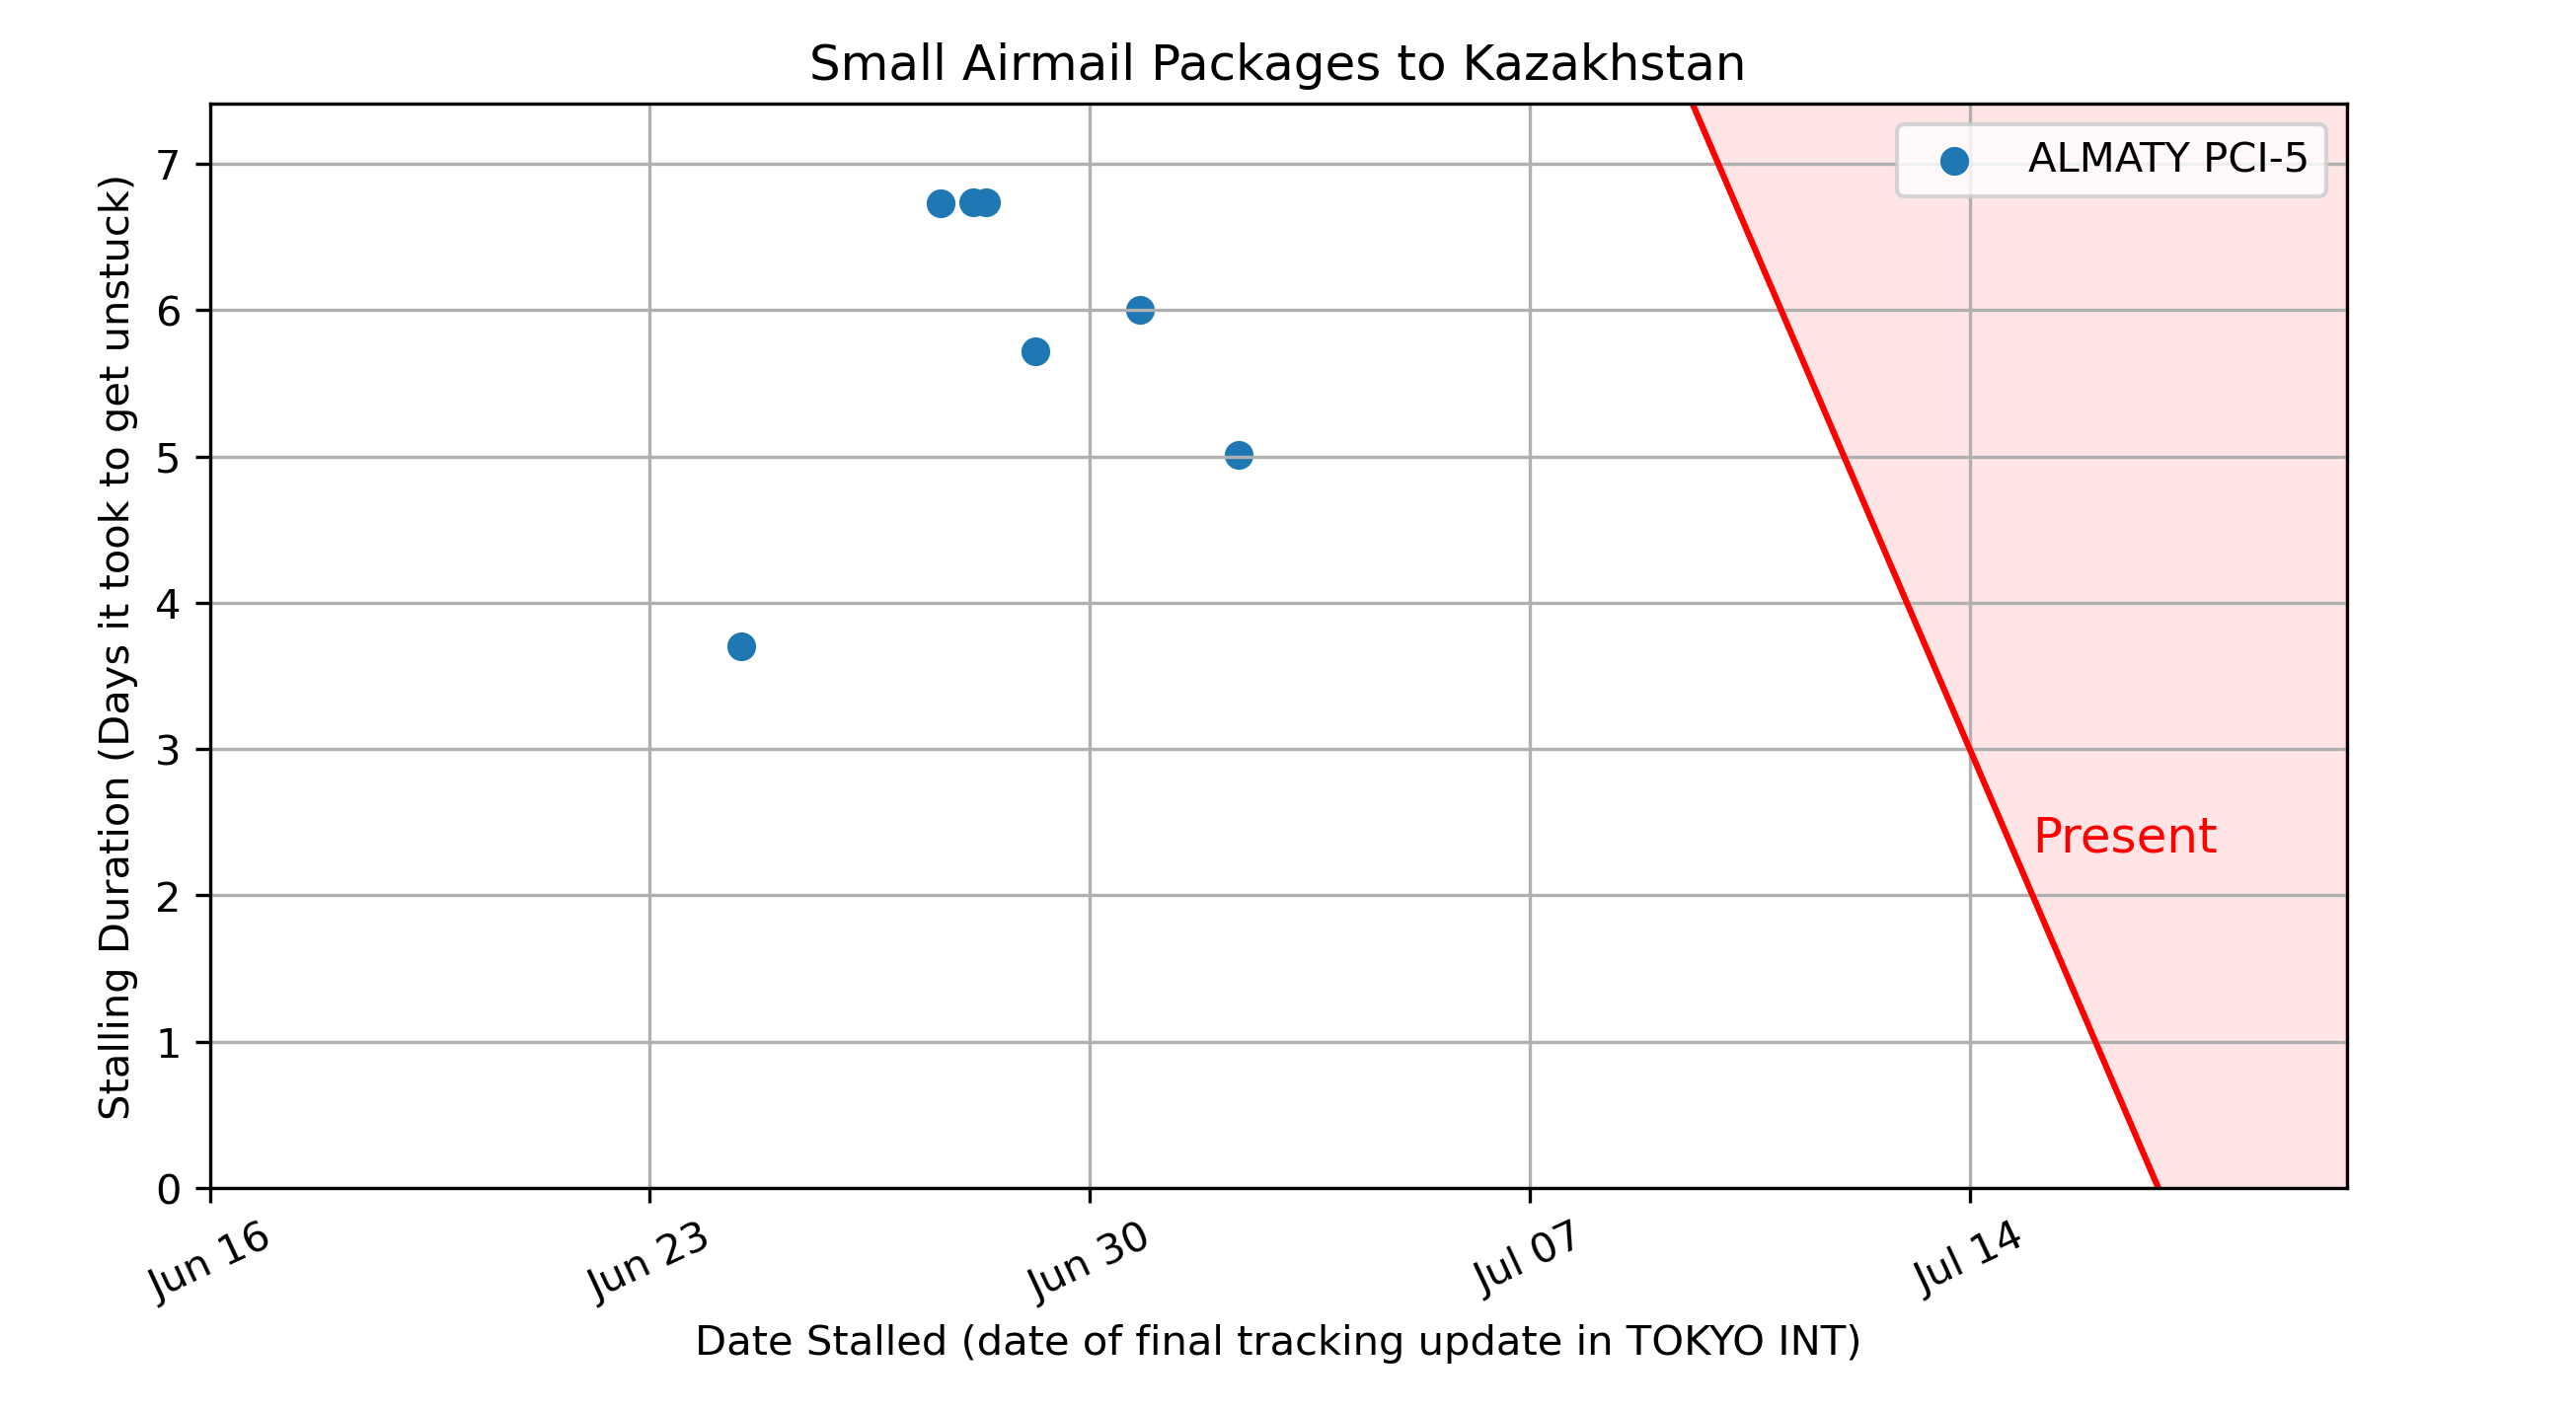 Small Airmail Packages to Kazakhstan
ALMATY PCI-5
Stalling Duration (Days it took to get unstuck)
7
6
5
4
3
2
1
0
Present
Jun 16
Jun 23
Jun 30
Jul 07
Jul 14
Date Stalled (date of final tracking update in TOKYO INT)